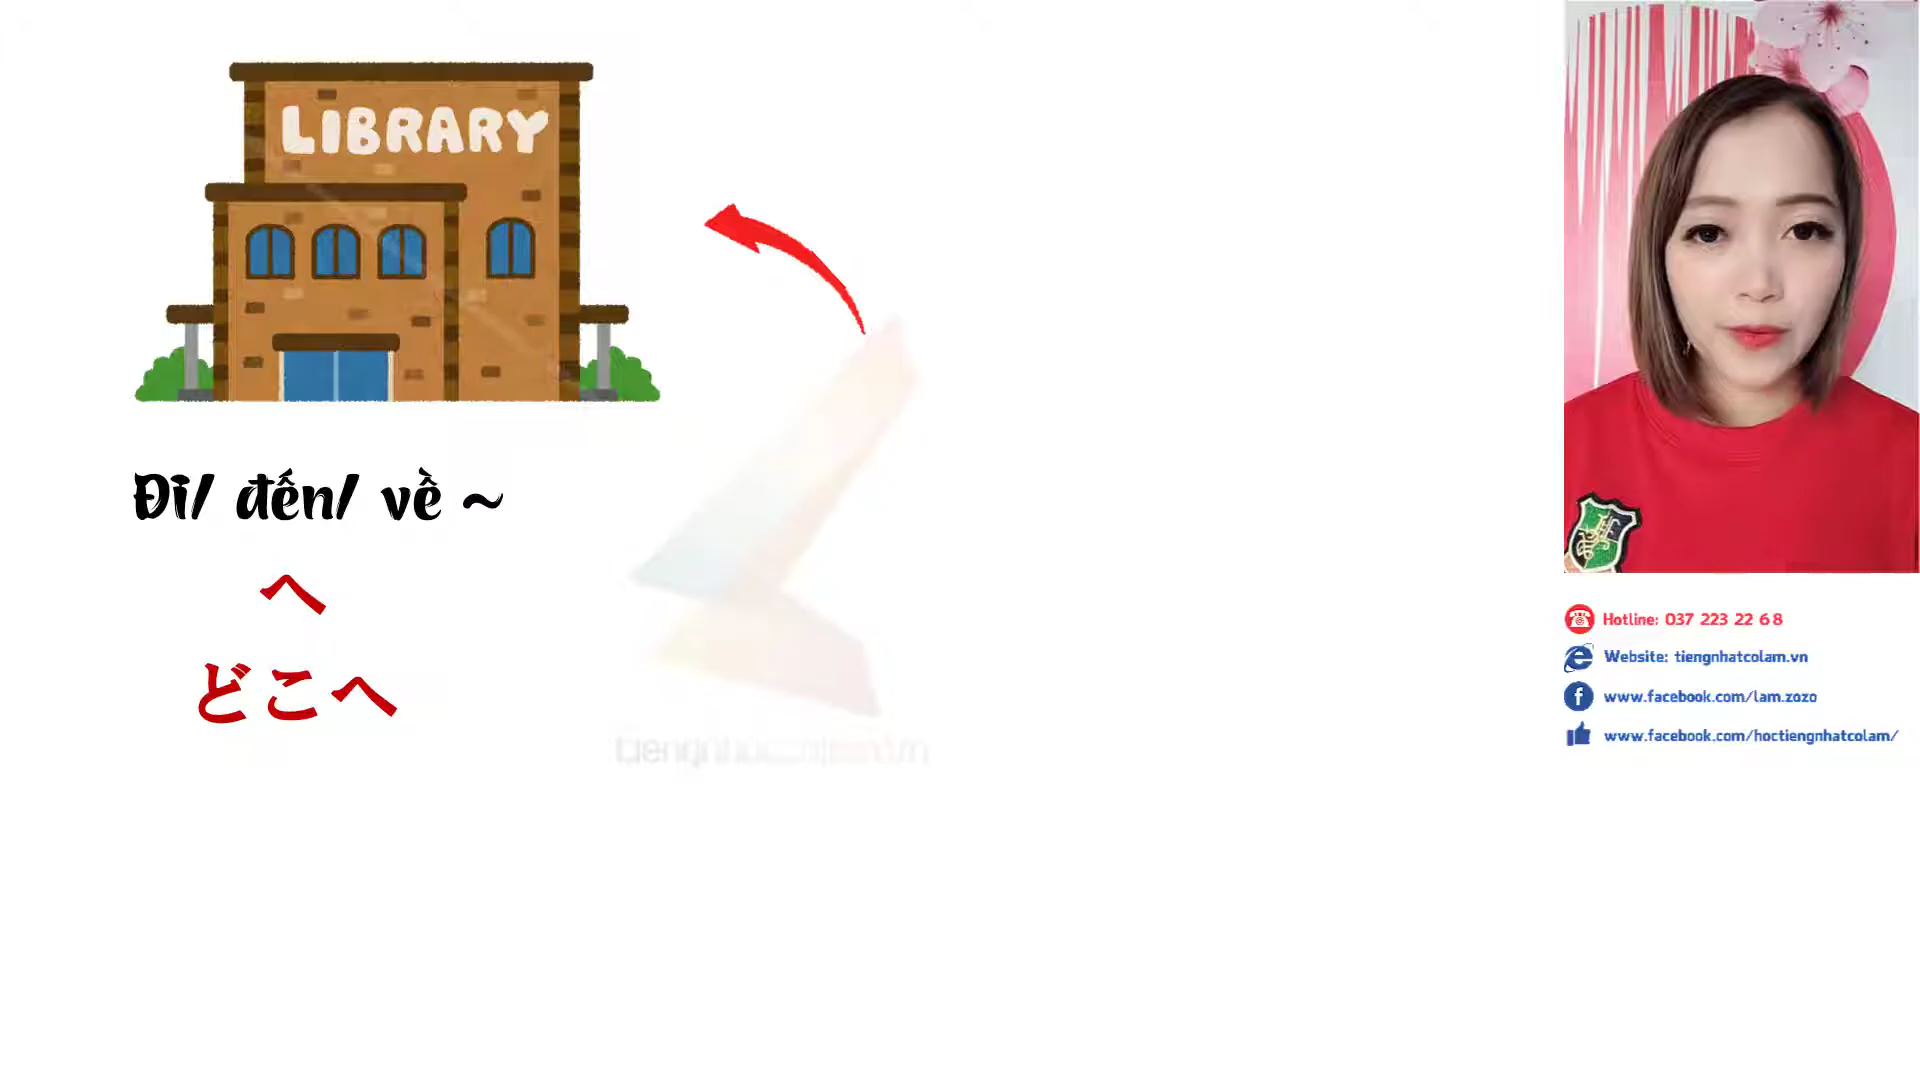 LIBRARY
Đi/ đến/ về ~
へ
どこへ
Hotline: 037 223 22 68
Website: tiengnhatcolam.vn
www.facebook.com/lam.zozo
www.facebook.com/hoctiengnhatcolam/